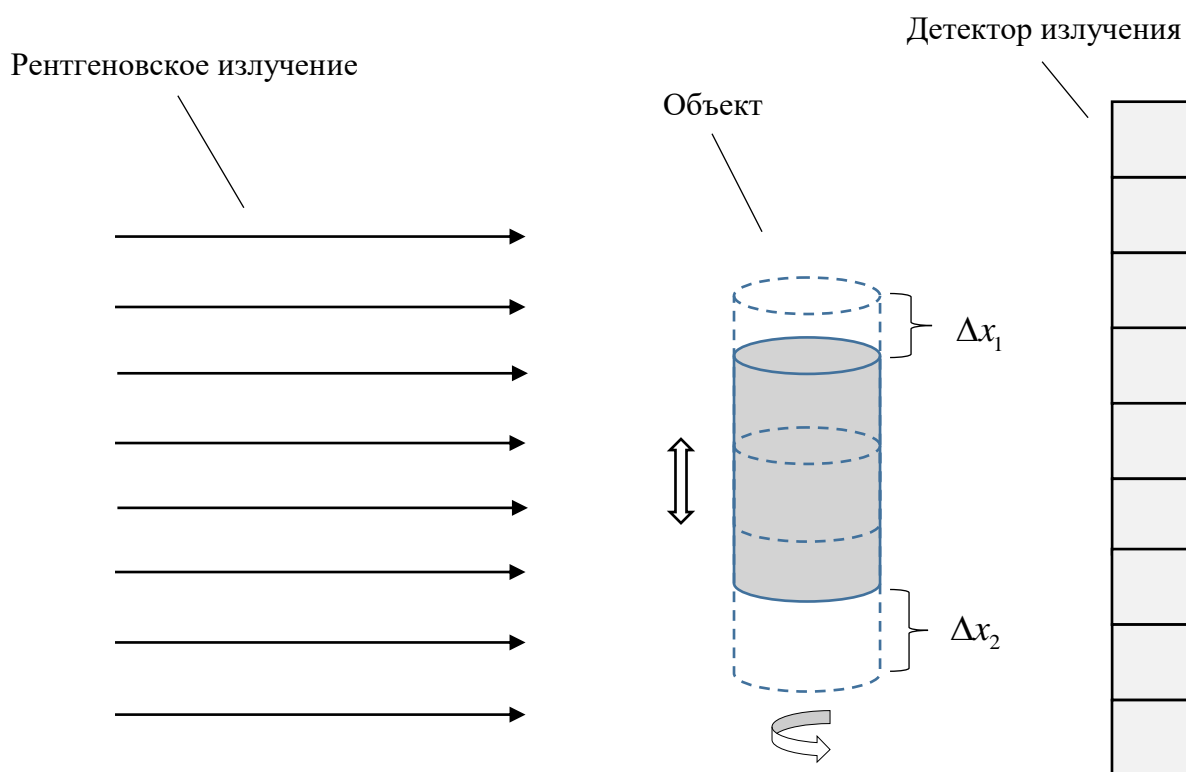 Детектор излучения
Рентгеновское излучение
Объект
Δx₁
Δx₂